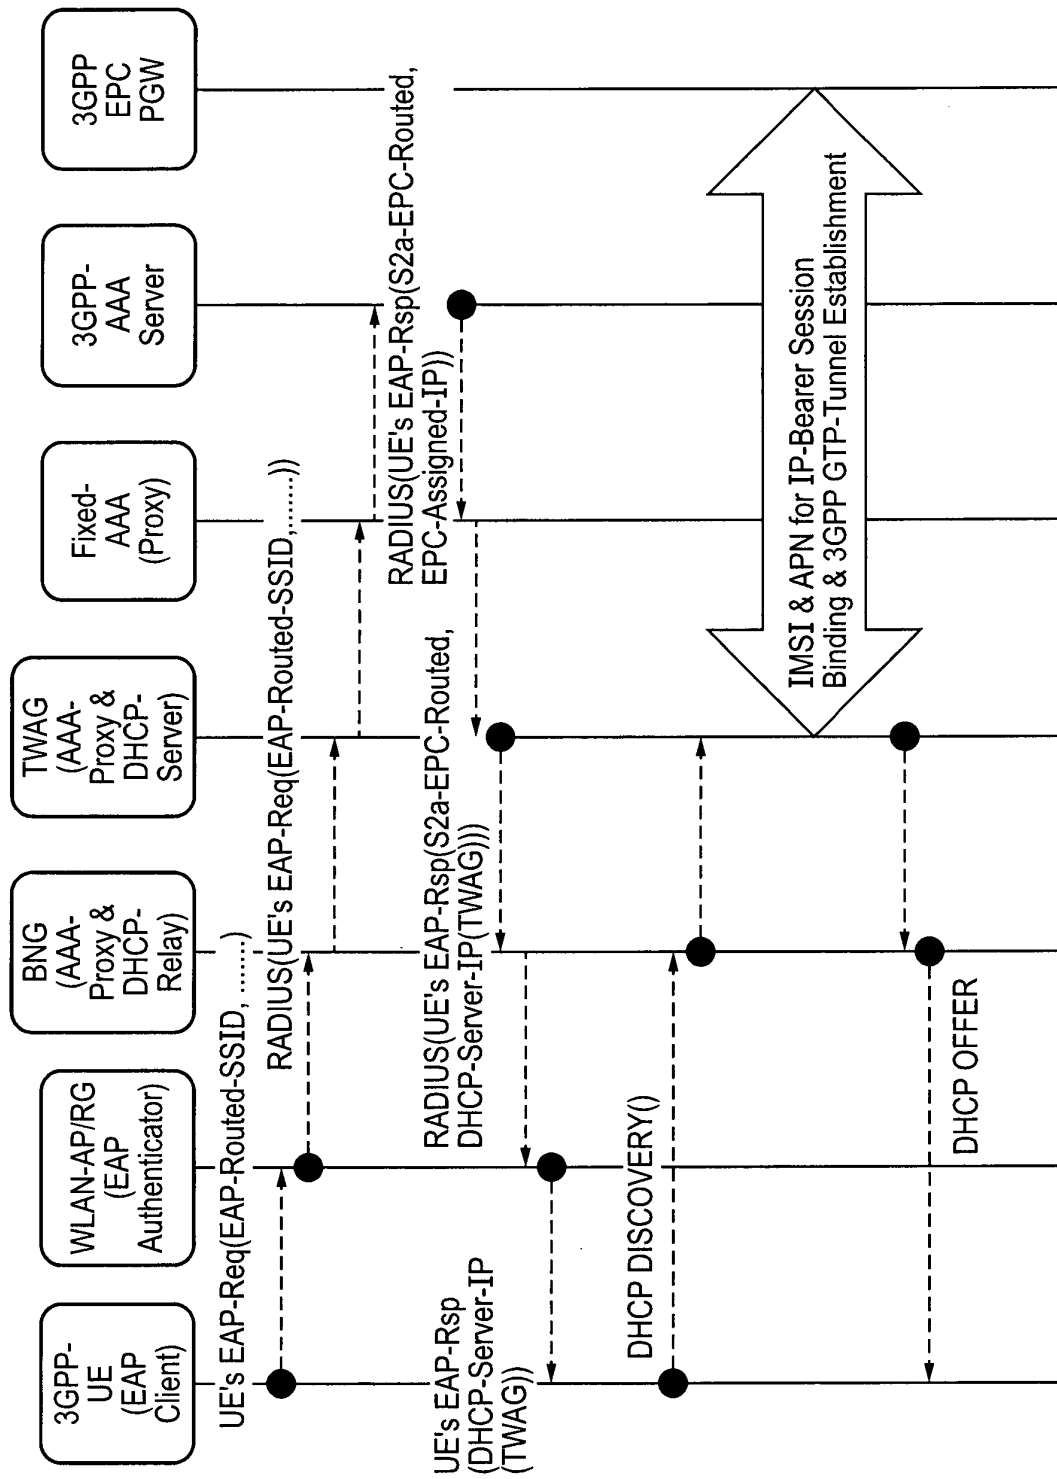 3GPP-
UE
(EAP
Client)
WLAN-AP/RG
(EAP
Authenticator)
BNG
(AAA-
Proxy &
DHCP-
Relay)
TWAG
(AAA-
Proxy &
DHCP-
Server)
Fixed-
AAA
(Proxy)
3GPP-
AAA
Server
3GPP
EPC
PGW
UE's EAP-Req(EAP-Routed-SSID, ......)
RADIUS(UE's EAP-Req(EAP-Routed-SSID,.......))
RADIUS(UE's EAP-Rsp(S2a-EPC-Routed,
EPC-Assigned-IP))
RADIUS(UE's EAP-Rsp(S2a-EPC-Routed,
DHCP-Server-IP(TWAG)))
UE's EAP-Rsp
(DHCP-Server-IP
(TWAG))
DHCP DISCOVERY()
IMSI & APN for IP-Bearer Session
Binding & 3GPP GTP-Tunnel Establishment
DHCP OFFER